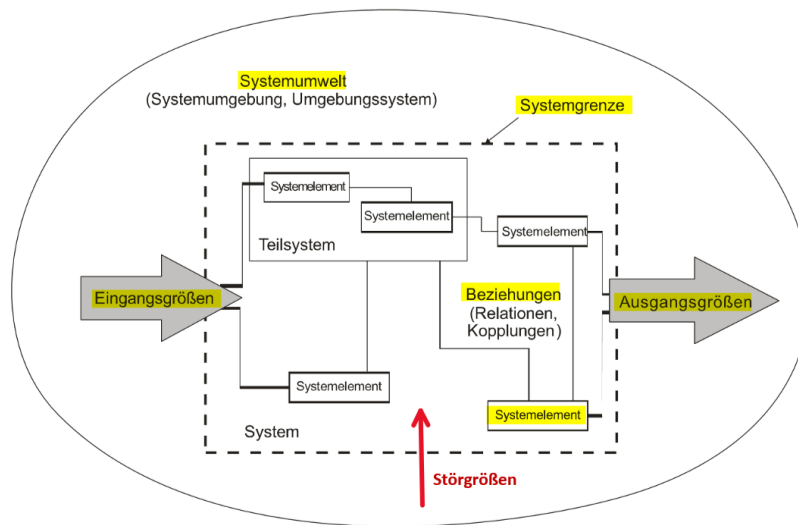 Systemumwelt
(Systemumgebung, Umgebungssystem)
Systemgrenze
Systemelement
Systemelement
Systemelement
Teilsystem
Eingangsgrößen
Beziehungen
(Relationen,
Kopplungen)
Ausgangsgrößen
Systemelement
Systemelement
System
Störgrößen